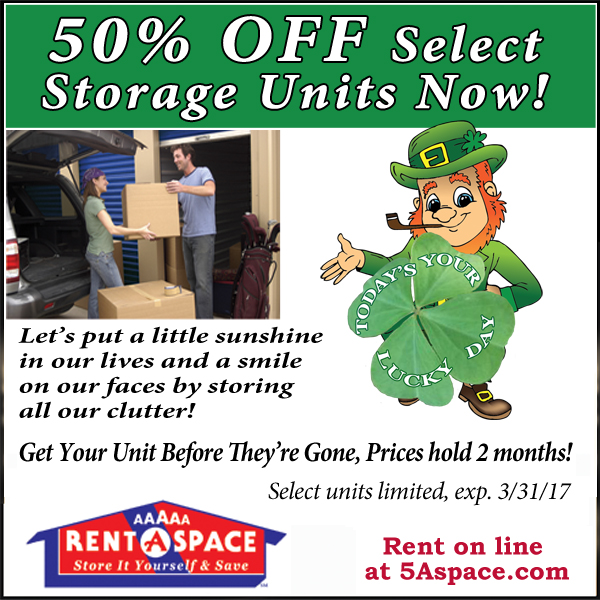 50% OFF Select
Storage Units Now!
TODAY'S YOUR
LUCKY DAY
Let's put a little sunshine
in our lives and a smile
on our faces by storing
all our clutter!
Get Your Unit Before They're Gone, Prices hold 2 months!
Select units limited, exp. 3/31/17
AAAAA
RENT A SPACE
Store It Yourself & Save
Rent on line
at 5Aspace.com